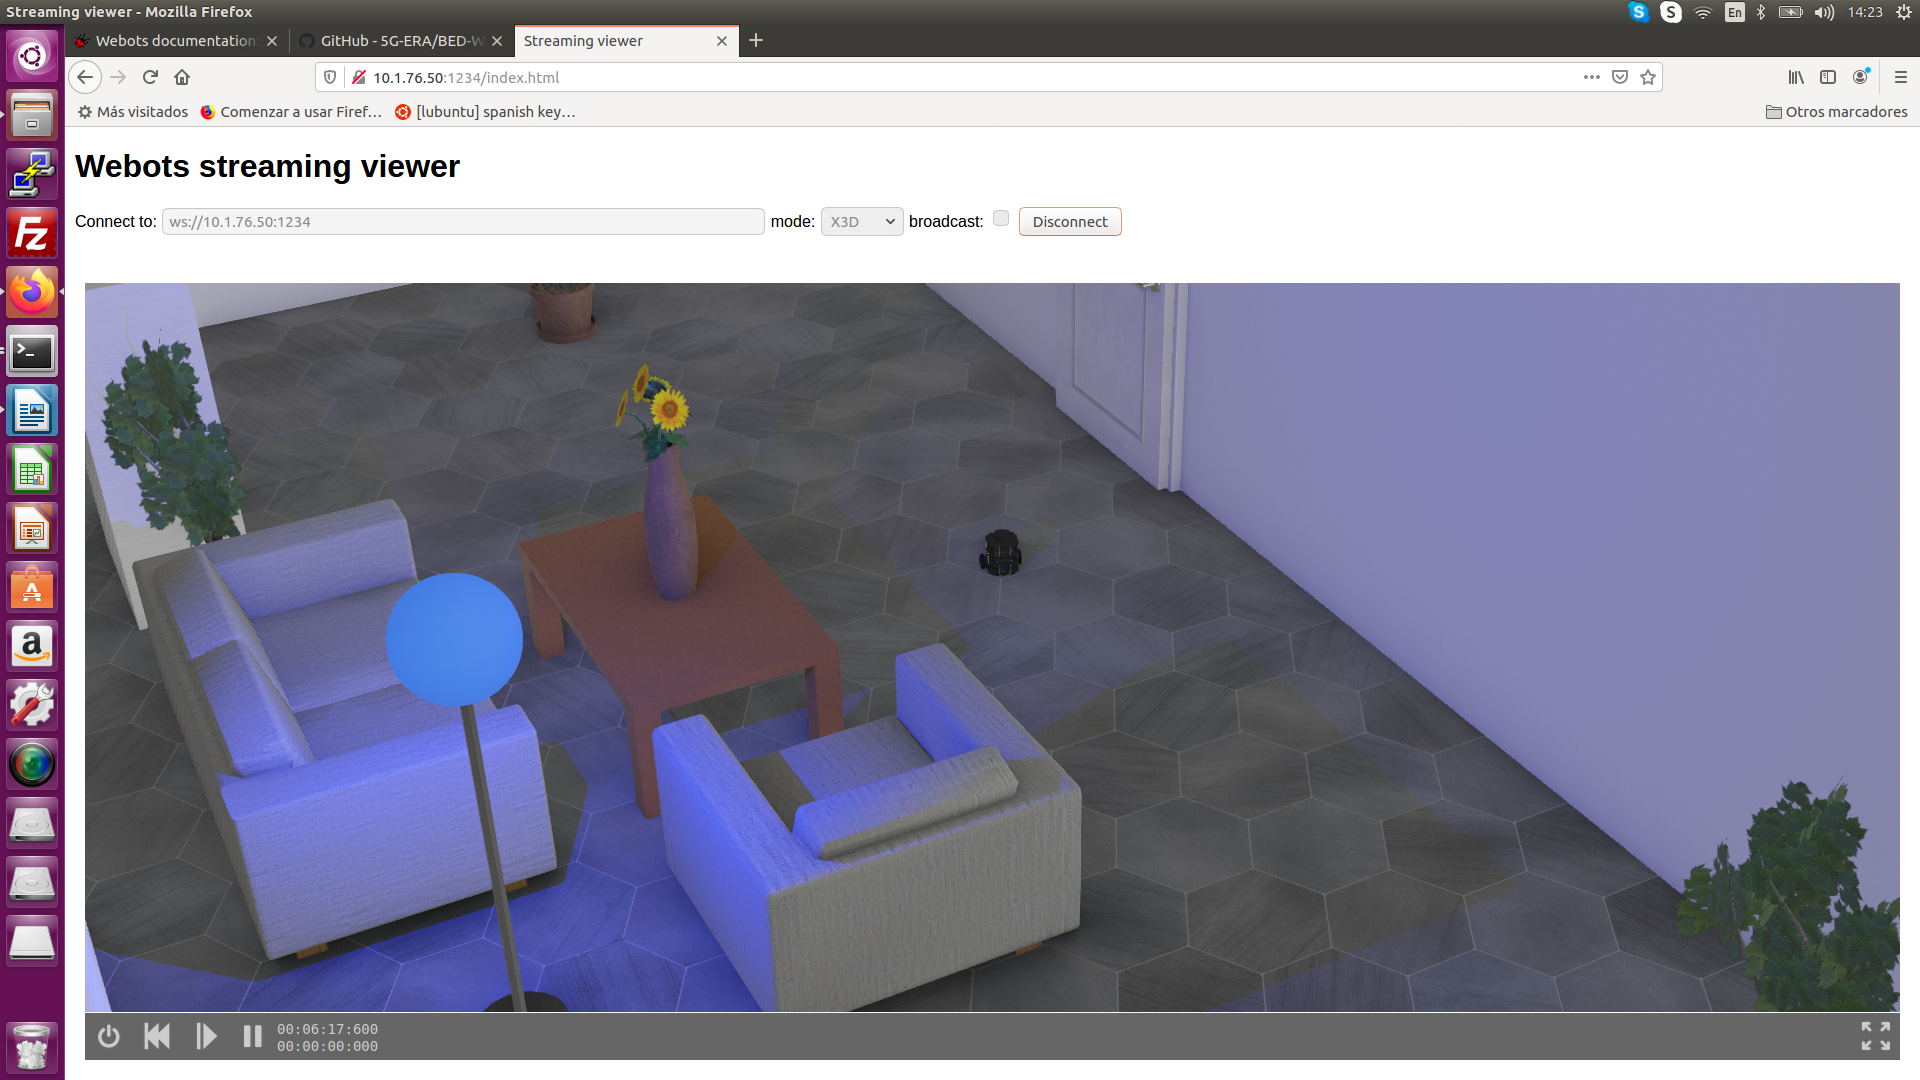 Streaming viewer - Mozilla Firefox
En
14:23
Webots documentation:
GitHub - 5G-ERA/BED-W
Streaming viewer
10.1.76.50:1234/index.html
Más visitados
Comenzar a usar Firef…
[lubuntu] spanish key…
Otros marcadores
Webots streaming viewer
Connect to: ws://10.1.76.50:1234 mode: X3D broadcast: Disconnect
00:06:17:600
00:00:00:000